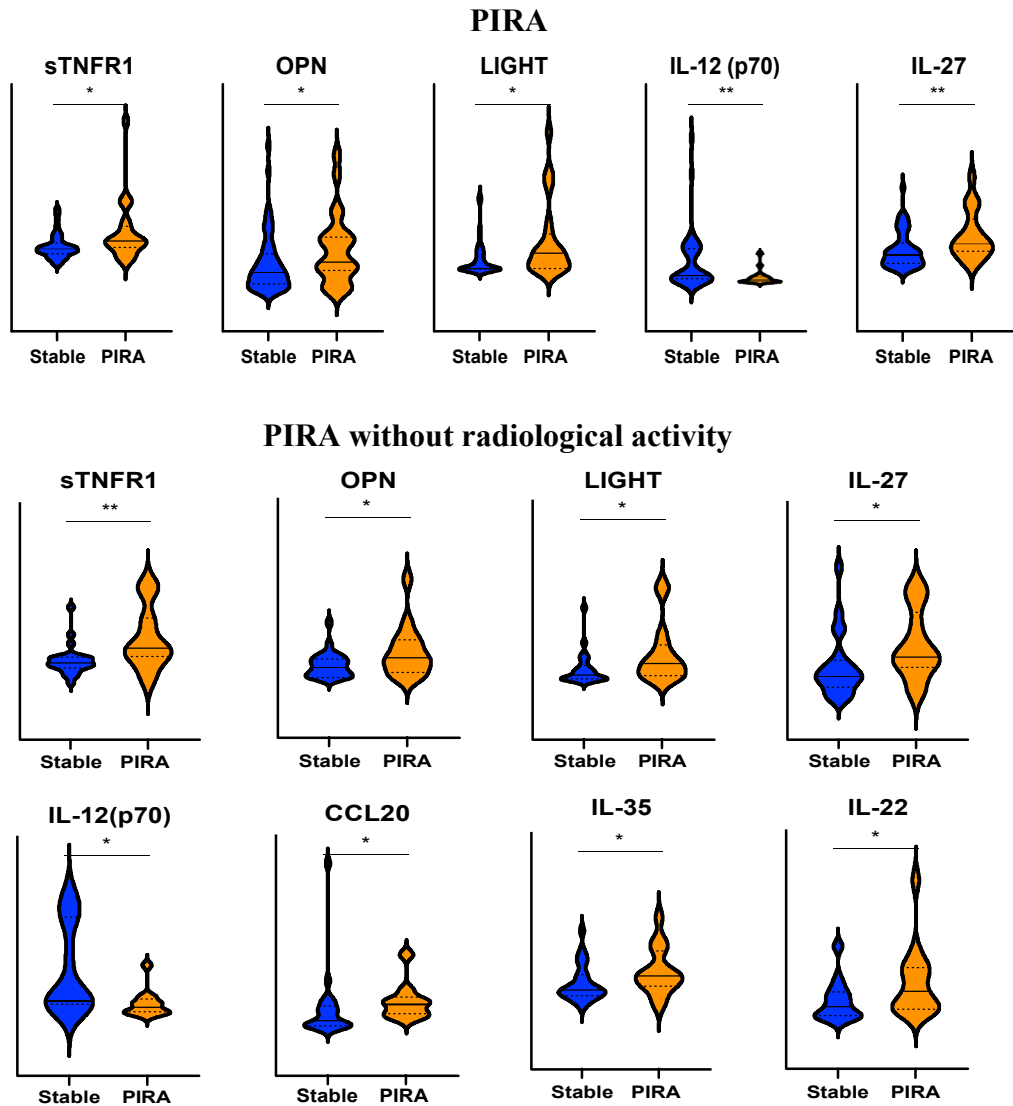 PIRA
sTNFR1 OPN LIGHT IL-12 (p70) IL-27
* * * ** **
Stable PIRA Stable PIRA Stable PIRA Stable PIRA Stable PIRA
PIRA without radiological activity
sTNFR1 OPN LIGHT IL-27
** * * *
Stable PIRA Stable PIRA Stable PIRA Stable PIRA
IL-12(p70) CCL20 IL-35 IL-22
* * * *
Stable PIRA Stable PIRA Stable PIRA Stable PIRA